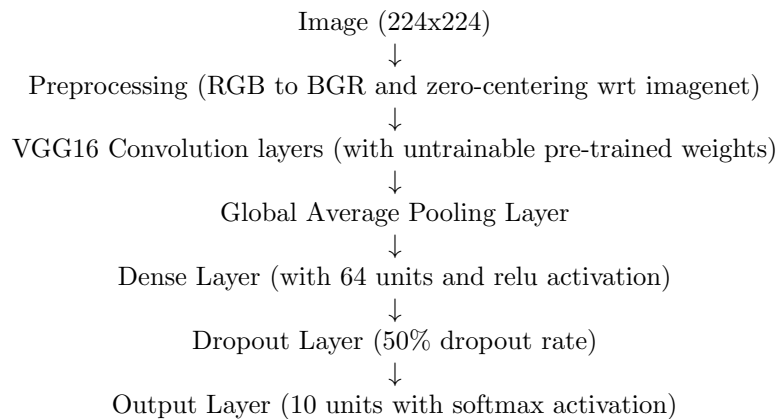 Image (224x224)
↓
Preprocessing (RGB to BGR and zero-centering wrt imagenet)
↓
VGG16 Convolution layers (with untrainable pre-trained weights)
↓
Global Average Pooling Layer
↓
Dense Layer (with 64 units and relu activation)
↓
Dropout Layer (50% dropout rate)
↓
Output Layer (10 units with softmax activation)